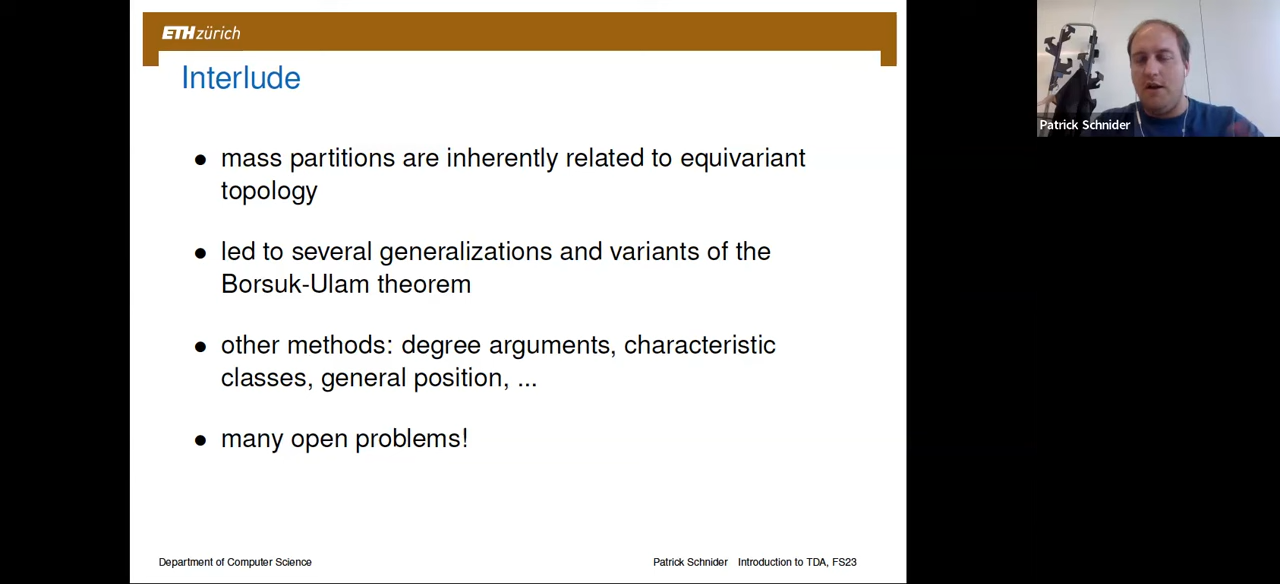 ETH zürich
Interlude
• mass partitions are inherently related to equivariant
topology
• led to several generalizations and variants of the
Borsuk-Ulam theorem
• other methods: degree arguments, characteristic
classes, general position, ...
• many open problems!
Department of Computer Science
Patrick Schnider Introduction to TDA, FS23
Patrick Schnider